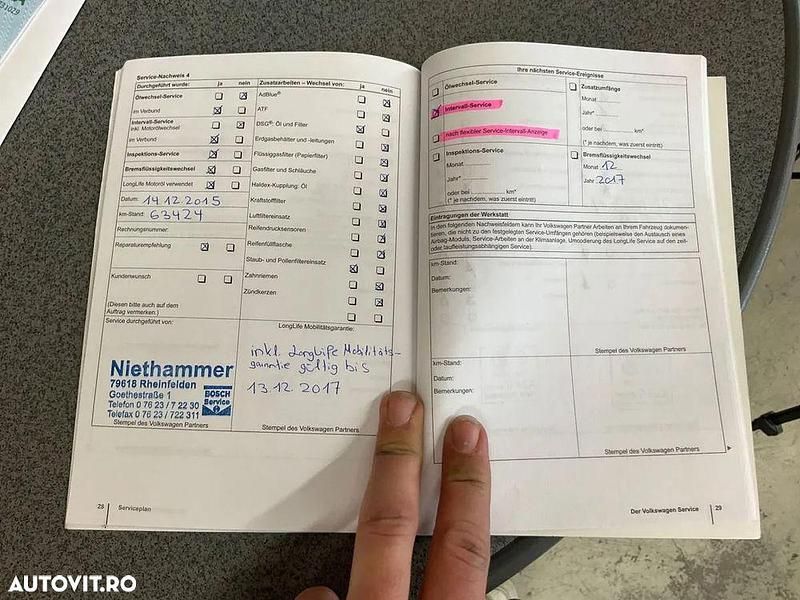 31029
Service-Nachweis 4
Durchgeführt wurde: ja nein
Ölwechsel-Service
im Verbund
Intervall-Service
inkl. Motorölwechsel
im Verbund
Inspektions-Service
Bremsflüssigkeitswechsel
LongLife Motoröl verwendet
Datum: 14.12.2015
km-Stand: 63424
Rechnungsnummer:
Reparaturempfehlung
Kundenwunsch
(Diesen bitte auch auf dem
Auftrag vermerken.)
Service durchgeführt von:
Niethammer
79618 Rheinfelden
Goethestraße 1
Telefon 0 76 23 / 7 22 30
Telefax 0 76 23 / 722 311
BOSCH
Service
Stempel des Volkswagen Partners
Zusatzarbeiten – Wechsel von: ja nein
AdBlue®
ATF
DSG®: Öl und Filter
Erdgasbehälter und -leitungen
Flüssiggasfilter (Papierfilter)
Gasfilter und Schläuche
Haldex-Kupplung: Öl
Kraftstofffilter
Luftfiltereinsatz
Reifendrucksensoren
Reifenfüllflasche
Staub- und Pollenfiltereinsatz
Zahnriemen
Zündkerzen
LongLife Mobilitätsgarantie:
inkl. LongLife Mobilitäts-
garantie gültig bis
13.12.2017
Stempel des Volkswagen Partners
28 Serviceplan
Ihre nächsten Service-Ereignisse
Ölwechsel-Service
Intervall-Service
nach flexibler Service-Intervall-Anzeige
Inspektions-Service
Monat
Jahr*
oder bei km*
(* je nachdem, was zuerst eintritt)
Zusatzumfänge
Monat
Jahr*
oder bei km*
(* je nachdem, was zuerst eintritt)
Bremsflüssigkeitswechsel
Monat 12
Jahr 2017
Eintragungen der Werkstatt
In den folgenden Nachweisfeldern kann Ihr Volkswagen Partner Arbeiten an Ihrem Fahrzeug dokumen-
tieren, die nicht zu den festgelegten Service-Umfängen gehören (beispielsweise den Austausch eines
Airbag-Moduls, Service-Arbeiten an der Klimaanlage, Umcodierung des LongLife Service auf den zeit-
oder laufleistungsabhängigen Service).
km-Stand:
Datum:
Bemerkungen:
Stempel des Volkswagen Partners
km-Stand:
Datum:
Bemerkungen:
Stempel des Volkswagen Partners
Der Volkswagen Service 29
AUTOVIT.RO